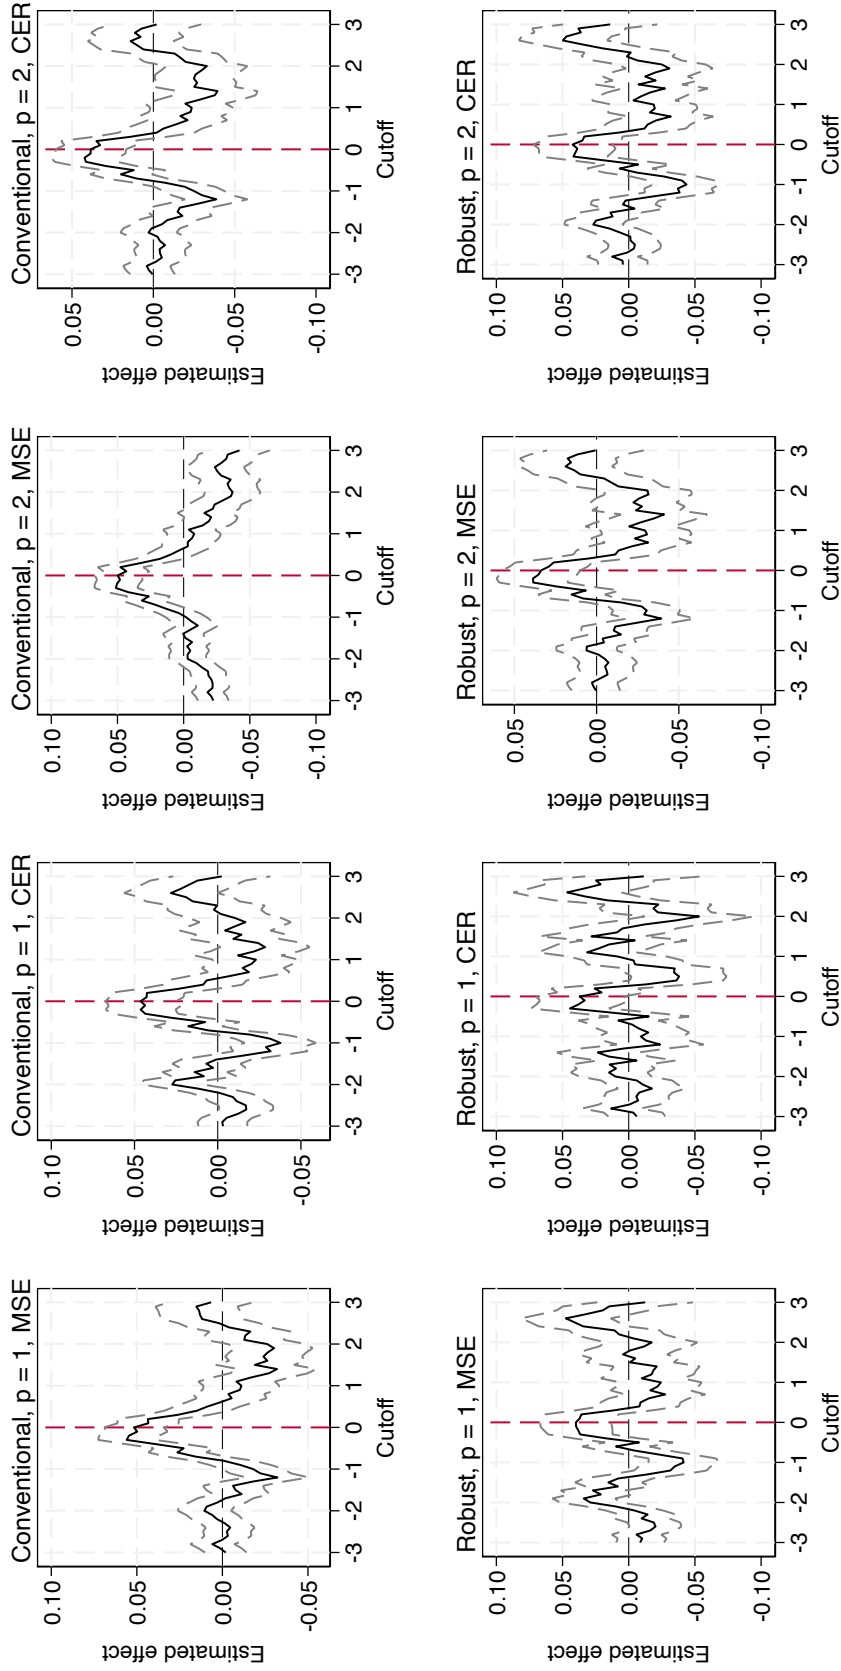 Conventional, p = 1, MSE
0.10
0.05
0.00
-0.05
Estimated effect
-3 -2 -1 0 1 2 3
Cutoff
Conventional, p = 1, CER
0.10
0.05
0.00
-0.05
Estimated effect
-3 -2 -1 0 1 2 3
Cutoff
Conventional, p = 2, MSE
0.10
0.05
0.00
-0.05
-0.10
Estimated effect
-3 -2 -1 0 1 2 3
Cutoff
Conventional, p = 2, CER
0.05
0.00
-0.05
-0.10
Estimated effect
-3 -2 -1 0 1 2 3
Cutoff
Robust, p = 1, MSE
0.10
0.05
0.00
-0.05
-0.10
Estimated effect
-3 -2 -1 0 1 2 3
Cutoff
Robust, p = 1, CER
0.10
0.05
0.00
-0.05
-0.10
Estimated effect
-3 -2 -1 0 1 2 3
Cutoff
Robust, p = 2, MSE
0.05
0.00
-0.05
-0.10
Estimated effect
-3 -2 -1 0 1 2 3
Cutoff
Robust, p = 2, CER
0.10
0.05
0.00
-0.05
-0.10
Estimated effect
-3 -2 -1 0 1 2 3
Cutoff